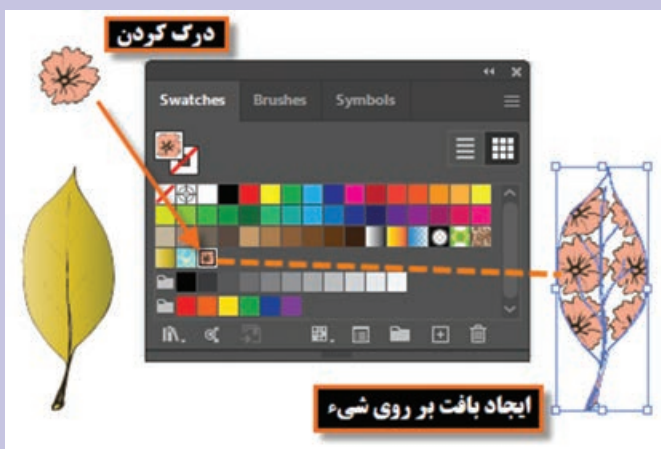 درگ کردن
Swatches Brushes Symbols
ایجاد بافت بر روی شیء